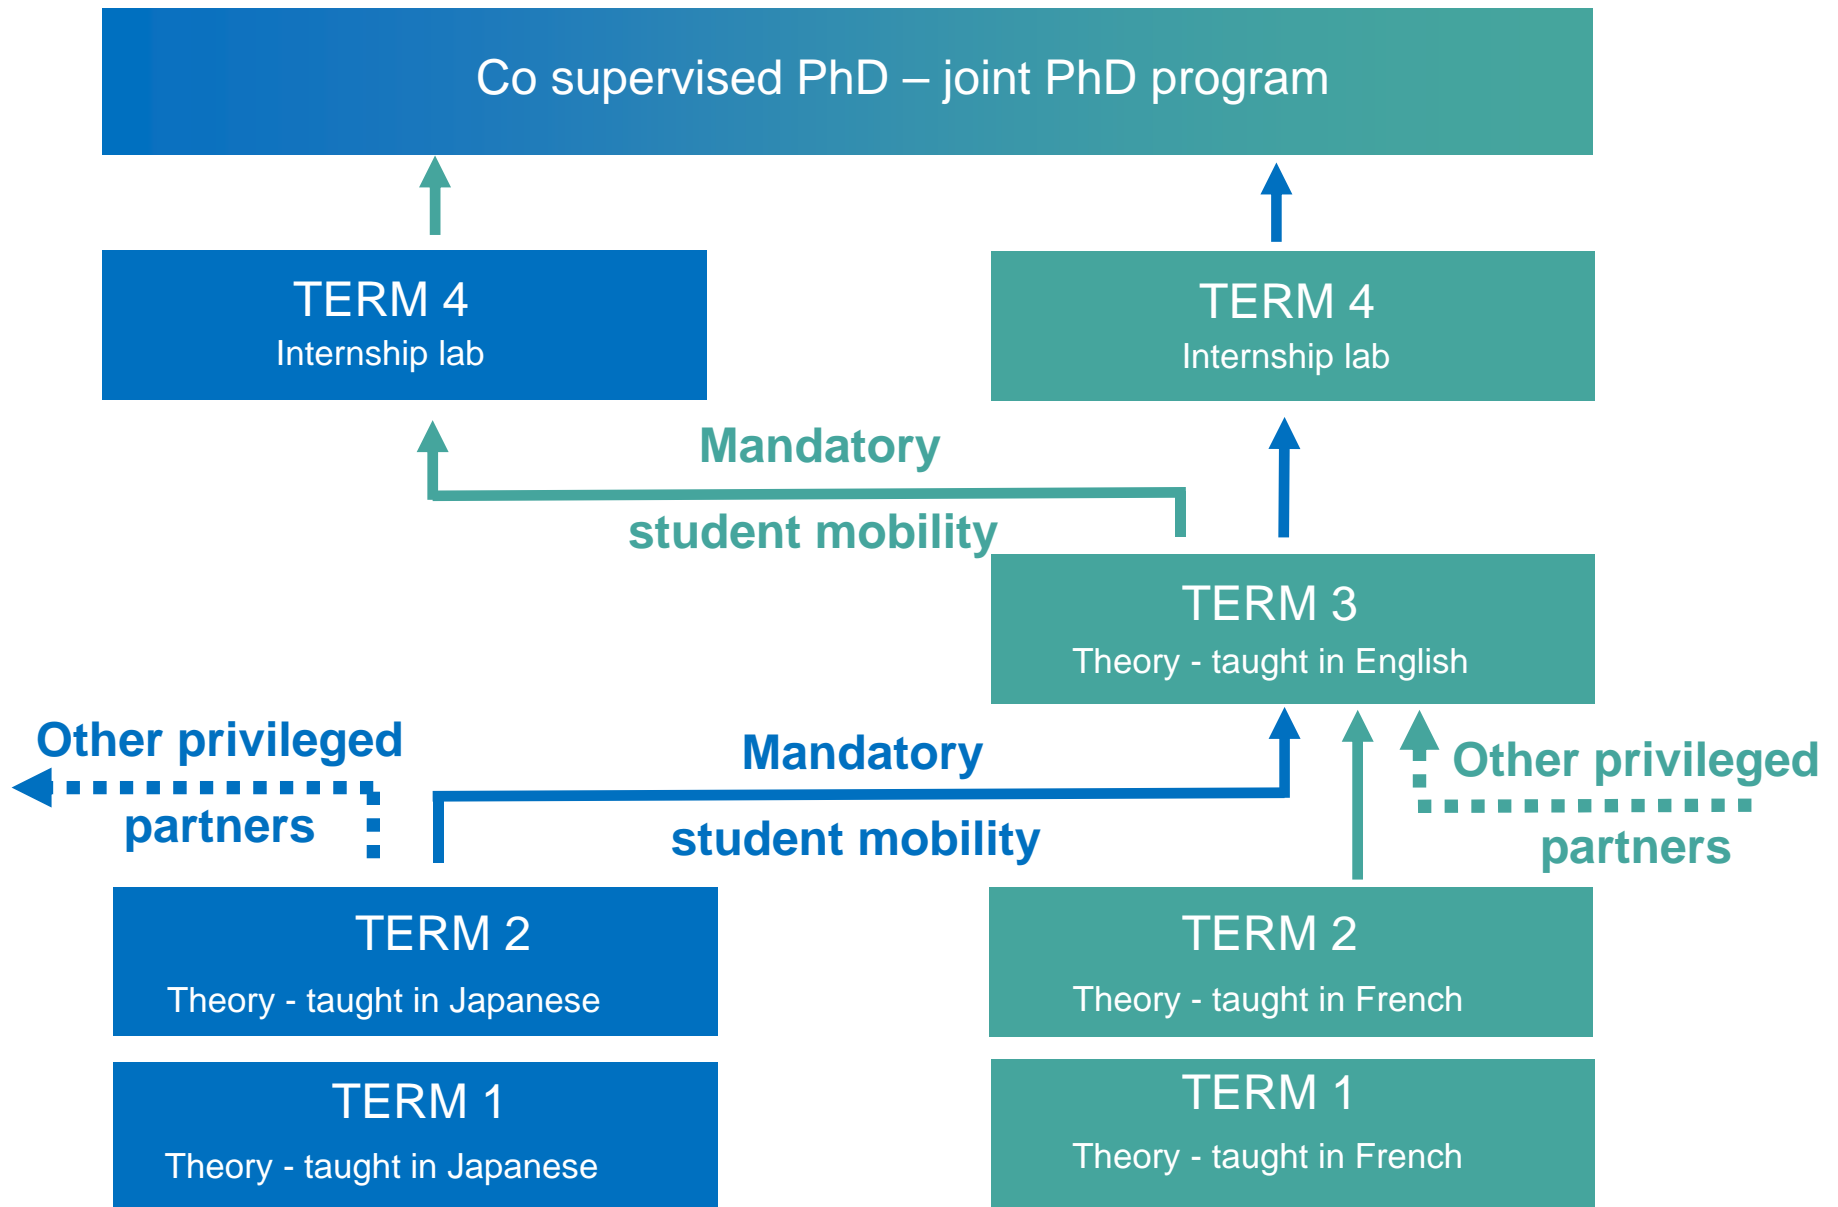 Co supervised PhD – joint PhD program
TERM 4
Internship lab
TERM 4
Internship lab
Mandatory
student mobility
TERM 3
Theory - taught in English
Other privileged
partners
Mandatory
student mobility
Other privileged
partners
TERM 2
Theory - taught in Japanese
TERM 2
Theory - taught in French
TERM 1
Theory - taught in Japanese
TERM 1
Theory - taught in French